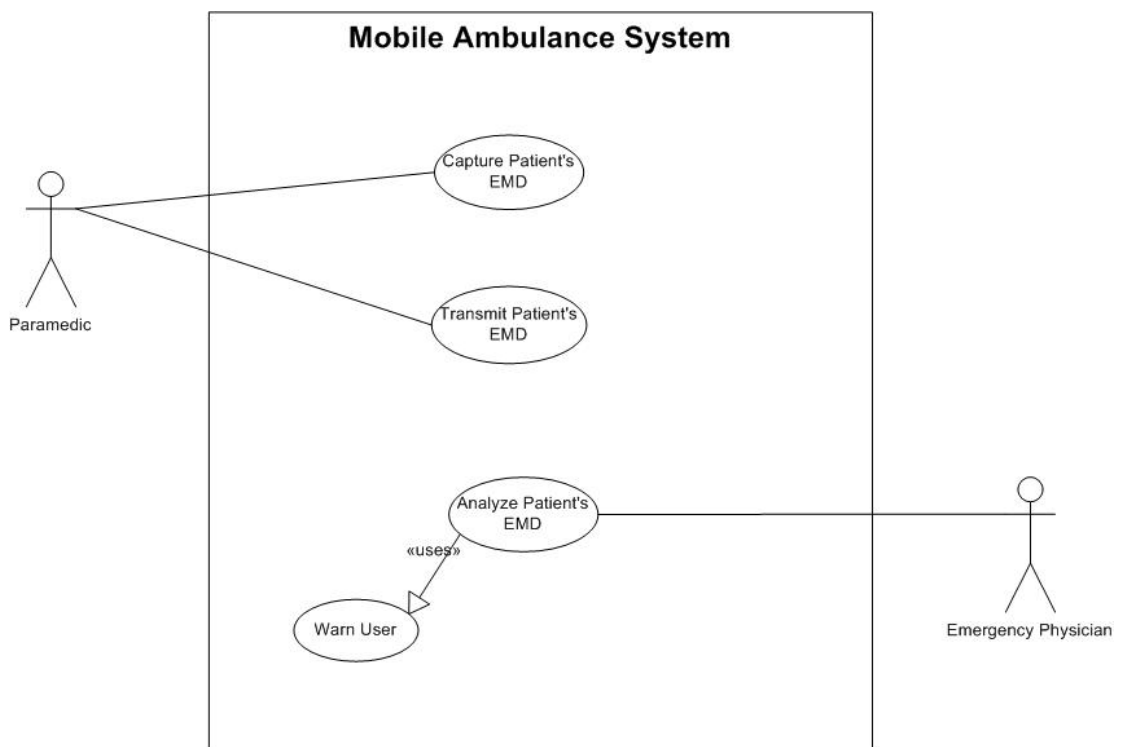 Mobile Ambulance System
Capture Patient's
EMD
Paramedic
Transmit Patient's
EMD
Analyze Patient's
EMD
«uses»
Warn User
Emergency Physician